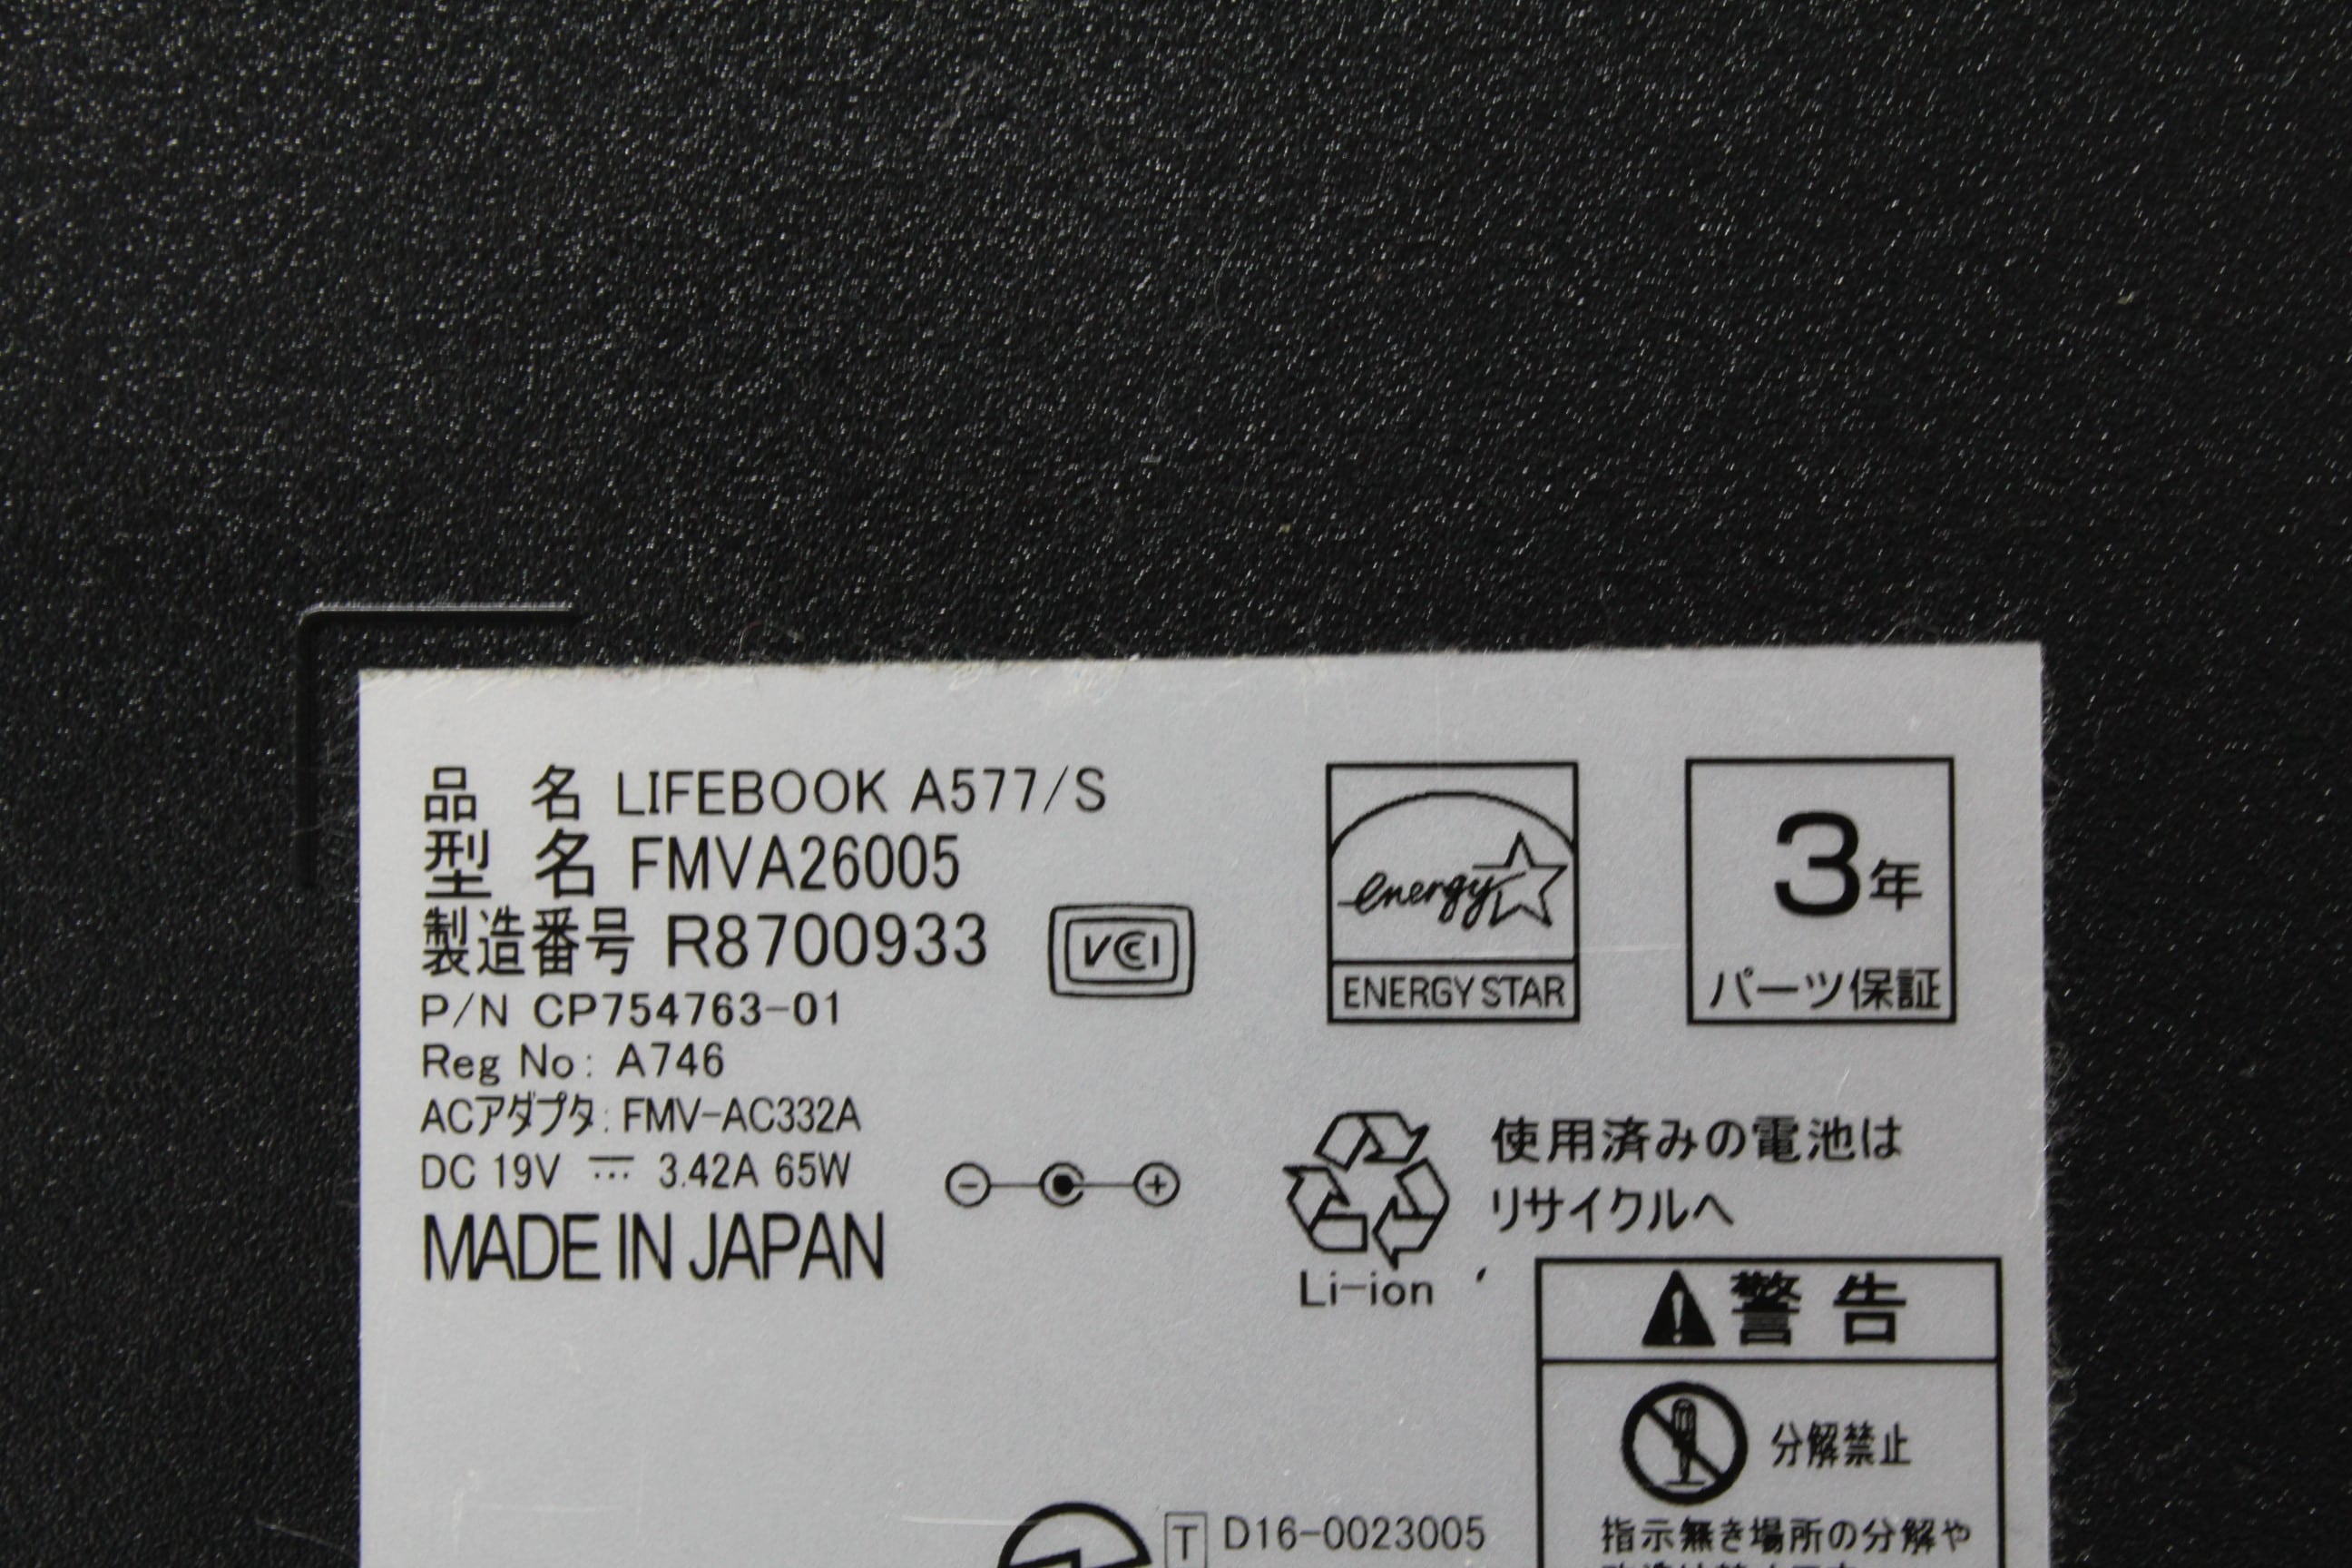 品 名 LIFEBOOK A577/S
型 名 FMVA26005
製造番号 R8700933
VCCI
P/N CP754763-01
Reg No: A746
ACアダプタ: FMV-AC332A
DC 19V ⎓ 3.42A 65W
MADE IN JAPAN
energy
ENERGY STAR
3年
パーツ保証
使用済みの電池は
リサイクルへ
Li-ion
警告
分解禁止
指示無き場所の分解や
T D16-0023005